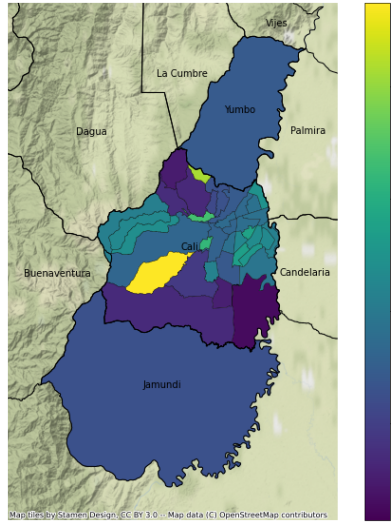 Vijes
La Cumbre
Yumbo
Dagua
Palmira
Cali
Buenaventura
Candelaria
Jamundi
Map tiles by Stamen Design, CC BY 3.0 -- Map data (C) OpenStreetMap contributors